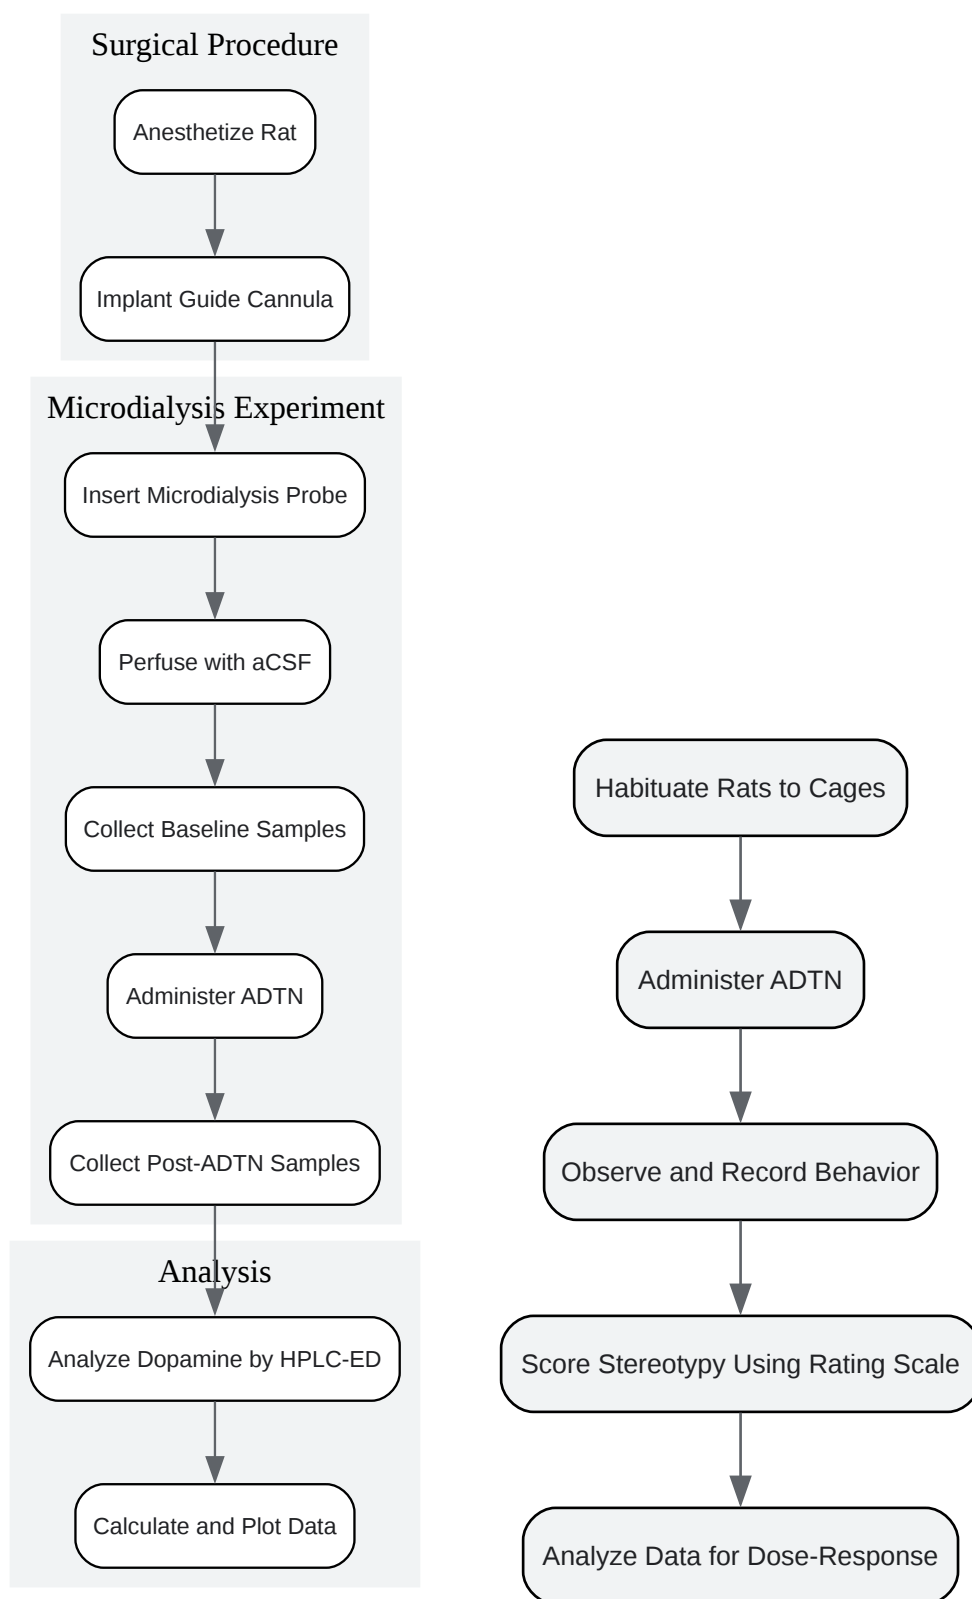 Surgical Procedure
Anesthetize Rat
Implant Guide Cannula
Microdialysis Experiment
Insert Microdialysis Probe
Perfuse with aCSF
Collect Baseline Samples
Administer ADTN
Collect Post-ADTN Samples
Analysis
Analyze Dopamine by HPLC-ED
Calculate and Plot Data
Habituate Rats to Cages
Administer ADTN
Observe and Record Behavior
Score Stereotypy Using Rating Scale
Analyze Data for Dose-Response